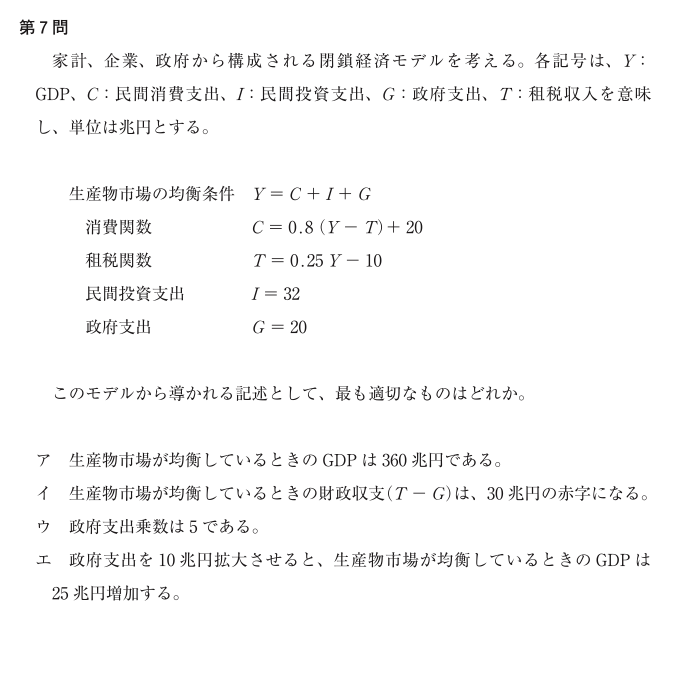 第7問
家計、企業、政府から構成される閉鎖経済モデルを考える。各記号は、Y：
GDP、C：民間消費支出、I：民間投資支出、G：政府支出、T：租税収入を意味
し、単位は兆円とする。
生産物市場の均衡条件 Y = C + I + G
消費関数 C = 0.8 (Y − T) + 20
租税関数 T = 0.25 Y − 10
民間投資支出 I = 32
政府支出 G = 20
このモデルから導かれる記述として、最も適切なものはどれか。
ア 生産物市場が均衡しているときの GDP は 360 兆円である。
イ 生産物市場が均衡しているときの財政収支(T − G)は、30 兆円の赤字になる。
ウ 政府支出乗数は 5 である。
エ 政府支出を 10 兆円拡大させると、生産物市場が均衡しているときの GDP は
25 兆円増加する。